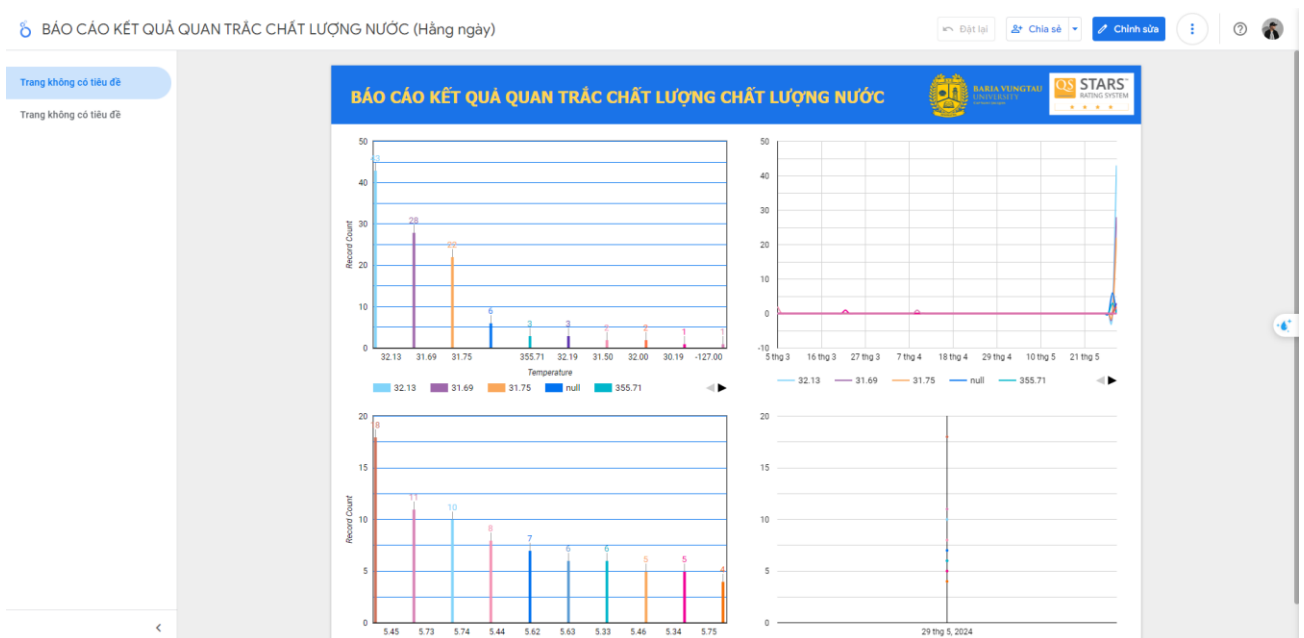 BÁO CÁO KẾT QUẢ QUAN TRẮC CHẤT LƯỢNG NƯỚC (Hằng ngày)
Đặt lại
Chia sẻ
Chỉnh sửa
Trang không có tiêu đề
Trang không có tiêu đề
BÁO CÁO KẾT QUẢ QUAN TRẮC CHẤT LƯỢNG CHẤT LƯỢNG NƯỚC
BARIA VUNGTAU
UNIVERSITY
QS STARS
RATING SYSTEM
50
40
30
20
10
0
Record Count
43
28
22
6
3
3
2
2
1
1
32.13 31.69 31.75 355.71 32.19 31.50 32.00 30.19 -127.00
Temperature
32.13 31.69 31.75 null 355.71
50
40
30
20
10
0
-10
5 thg 3 16 thg 3 27 thg 3 7 thg 4 18 thg 4 29 thg 4 10 thg 5 21 thg 5
32.13 31.69 31.75 null 355.71
20
15
10
5
0
Record Count
18
11
10
8
7
6
6
5
5
4
5.45 5.73 5.74 5.44 5.62 5.63 5.33 5.46 5.34 5.75
20
15
10
5
0
29 thg 5, 2024